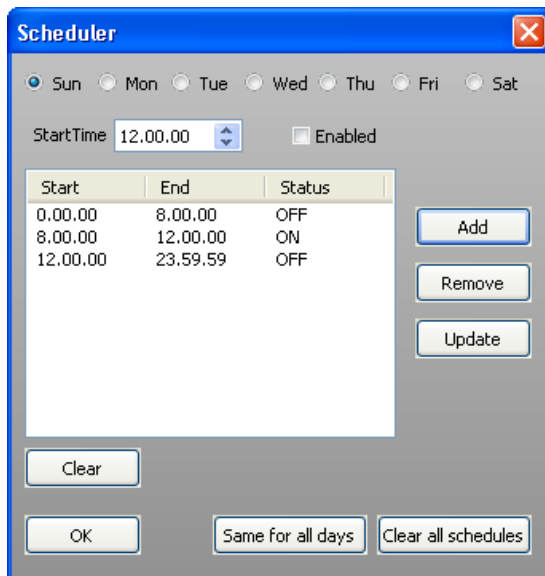 Scheduler
Sun Mon Tue Wed Thu Fri Sat
StartTime 12.00.00 Enabled
Start End Status
0.00.00 8.00.00 OFF
8.00.00 12.00.00 ON
12.00.00 23.59.59 OFF
Add
Remove
Update
Clear
OK Same for all days Clear all schedules